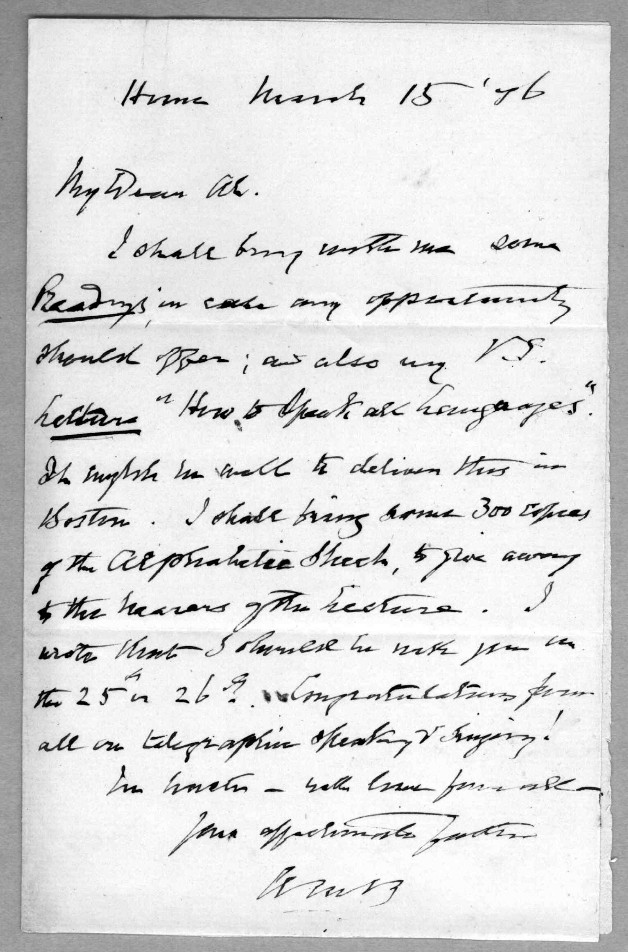 Home March 15 '76
My Dear Al.
I shall bring with me some
Readings, in case any opportunity
should offer; as also my V.S.
Lecture "How to Speak all Languages".
It might be well to deliver this in
Boston. I shall bring some 300 copies
of the Alphabetic Sheet, to give away
to the hearers of the Lecture. I
wrote that I should be with you on
the 25th or 26th. Congratulations from
all on telegraphic speaking & singing!
In haste – with love from all –
Your affectionate father
AMB